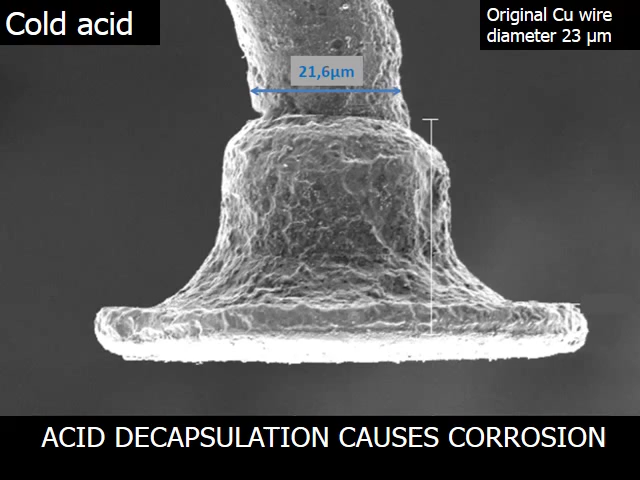 Cold acid
Original Cu wire
diameter 23 µm
21,6µm
ACID DECAPSULATION CAUSES CORROSION